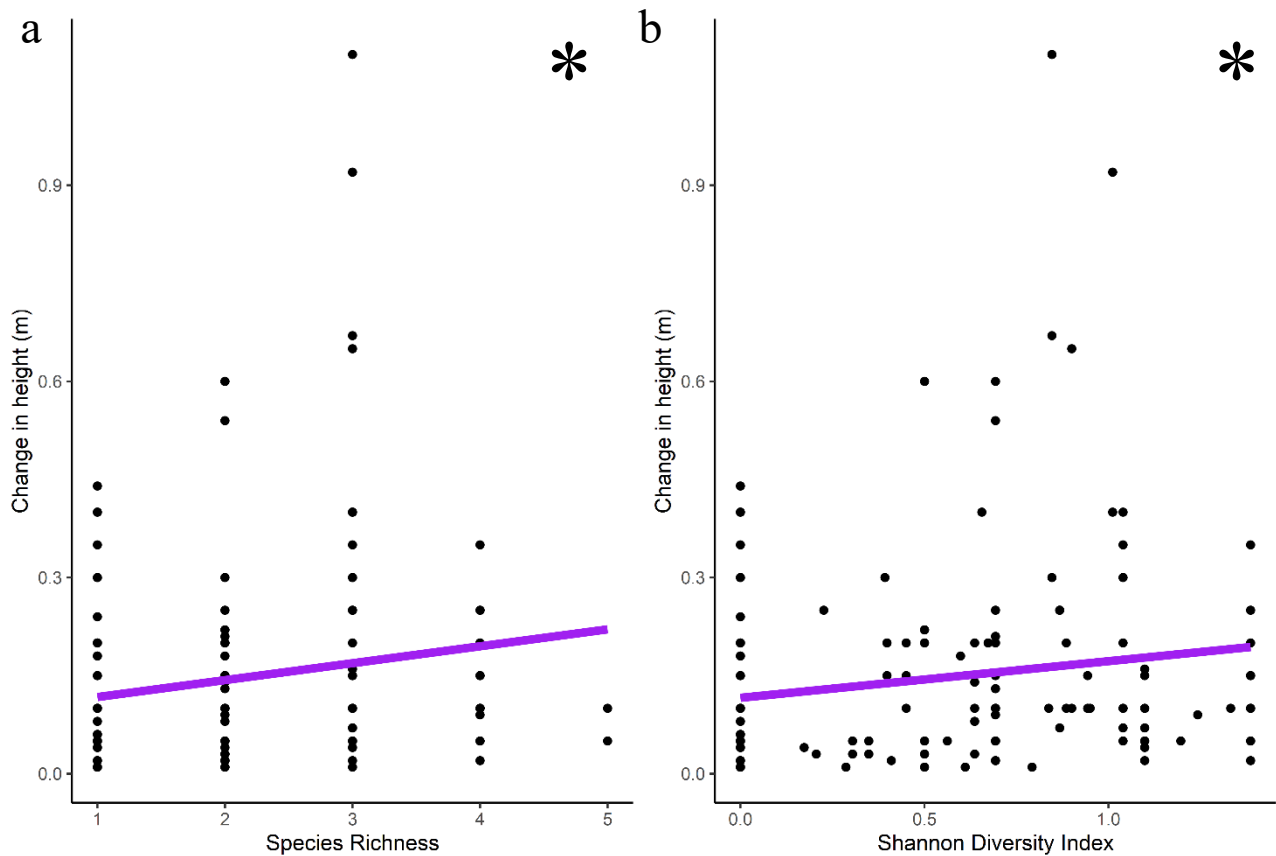 a
*
Change in height (m)
0.9
0.6
0.3
0.0
1 2 3 4 5
Species Richness
b
*
Change in height (m)
0.9
0.6
0.3
0.0
0.0 0.5 1.0
Shannon Diversity Index